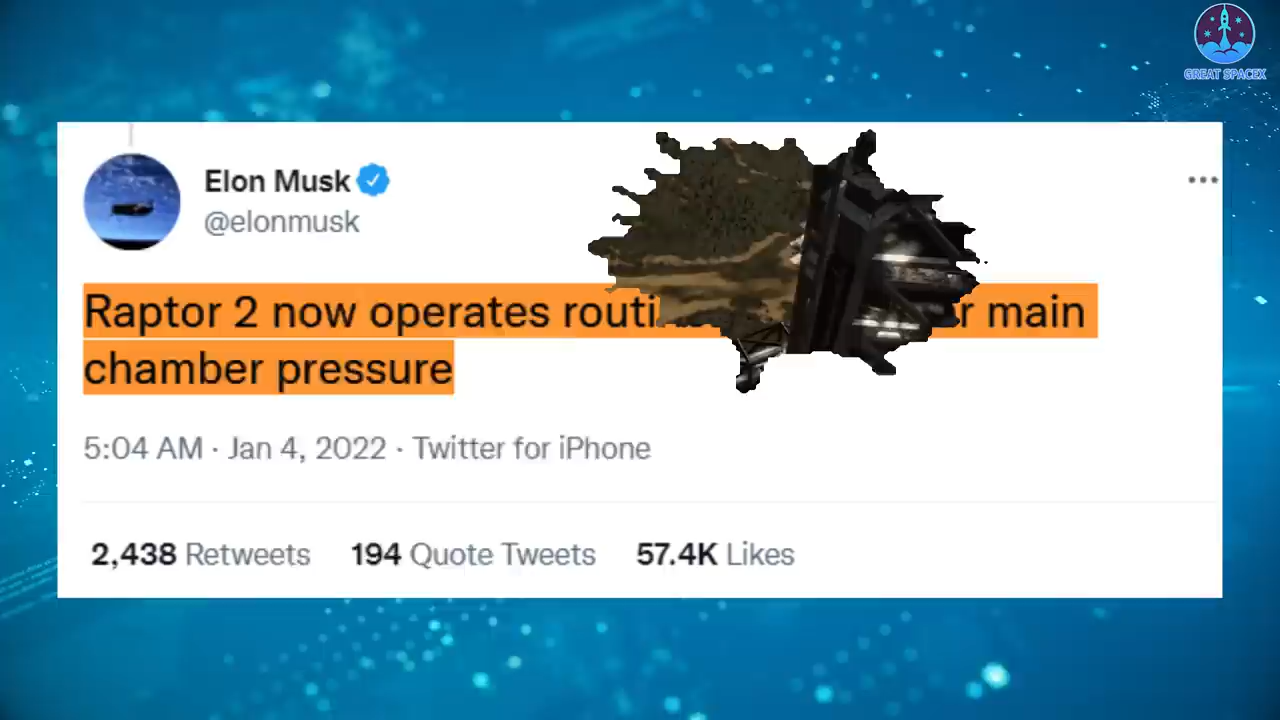 GREAT SPACEX
Elon Musk
@elonmusk
Raptor 2 now operates main
chamber pressure
5:04 AM · Jan 4, 2022 · Twitter for iPhone
2,438 Retweets 194 Quote Tweets 57.4K Likes